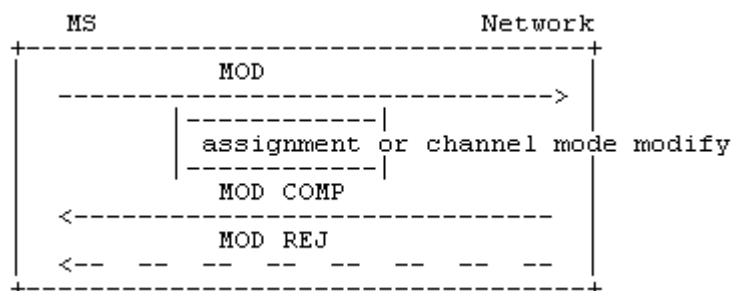 MS Network
MOD
assignment or channel mode modify
MOD COMP
MOD REJ